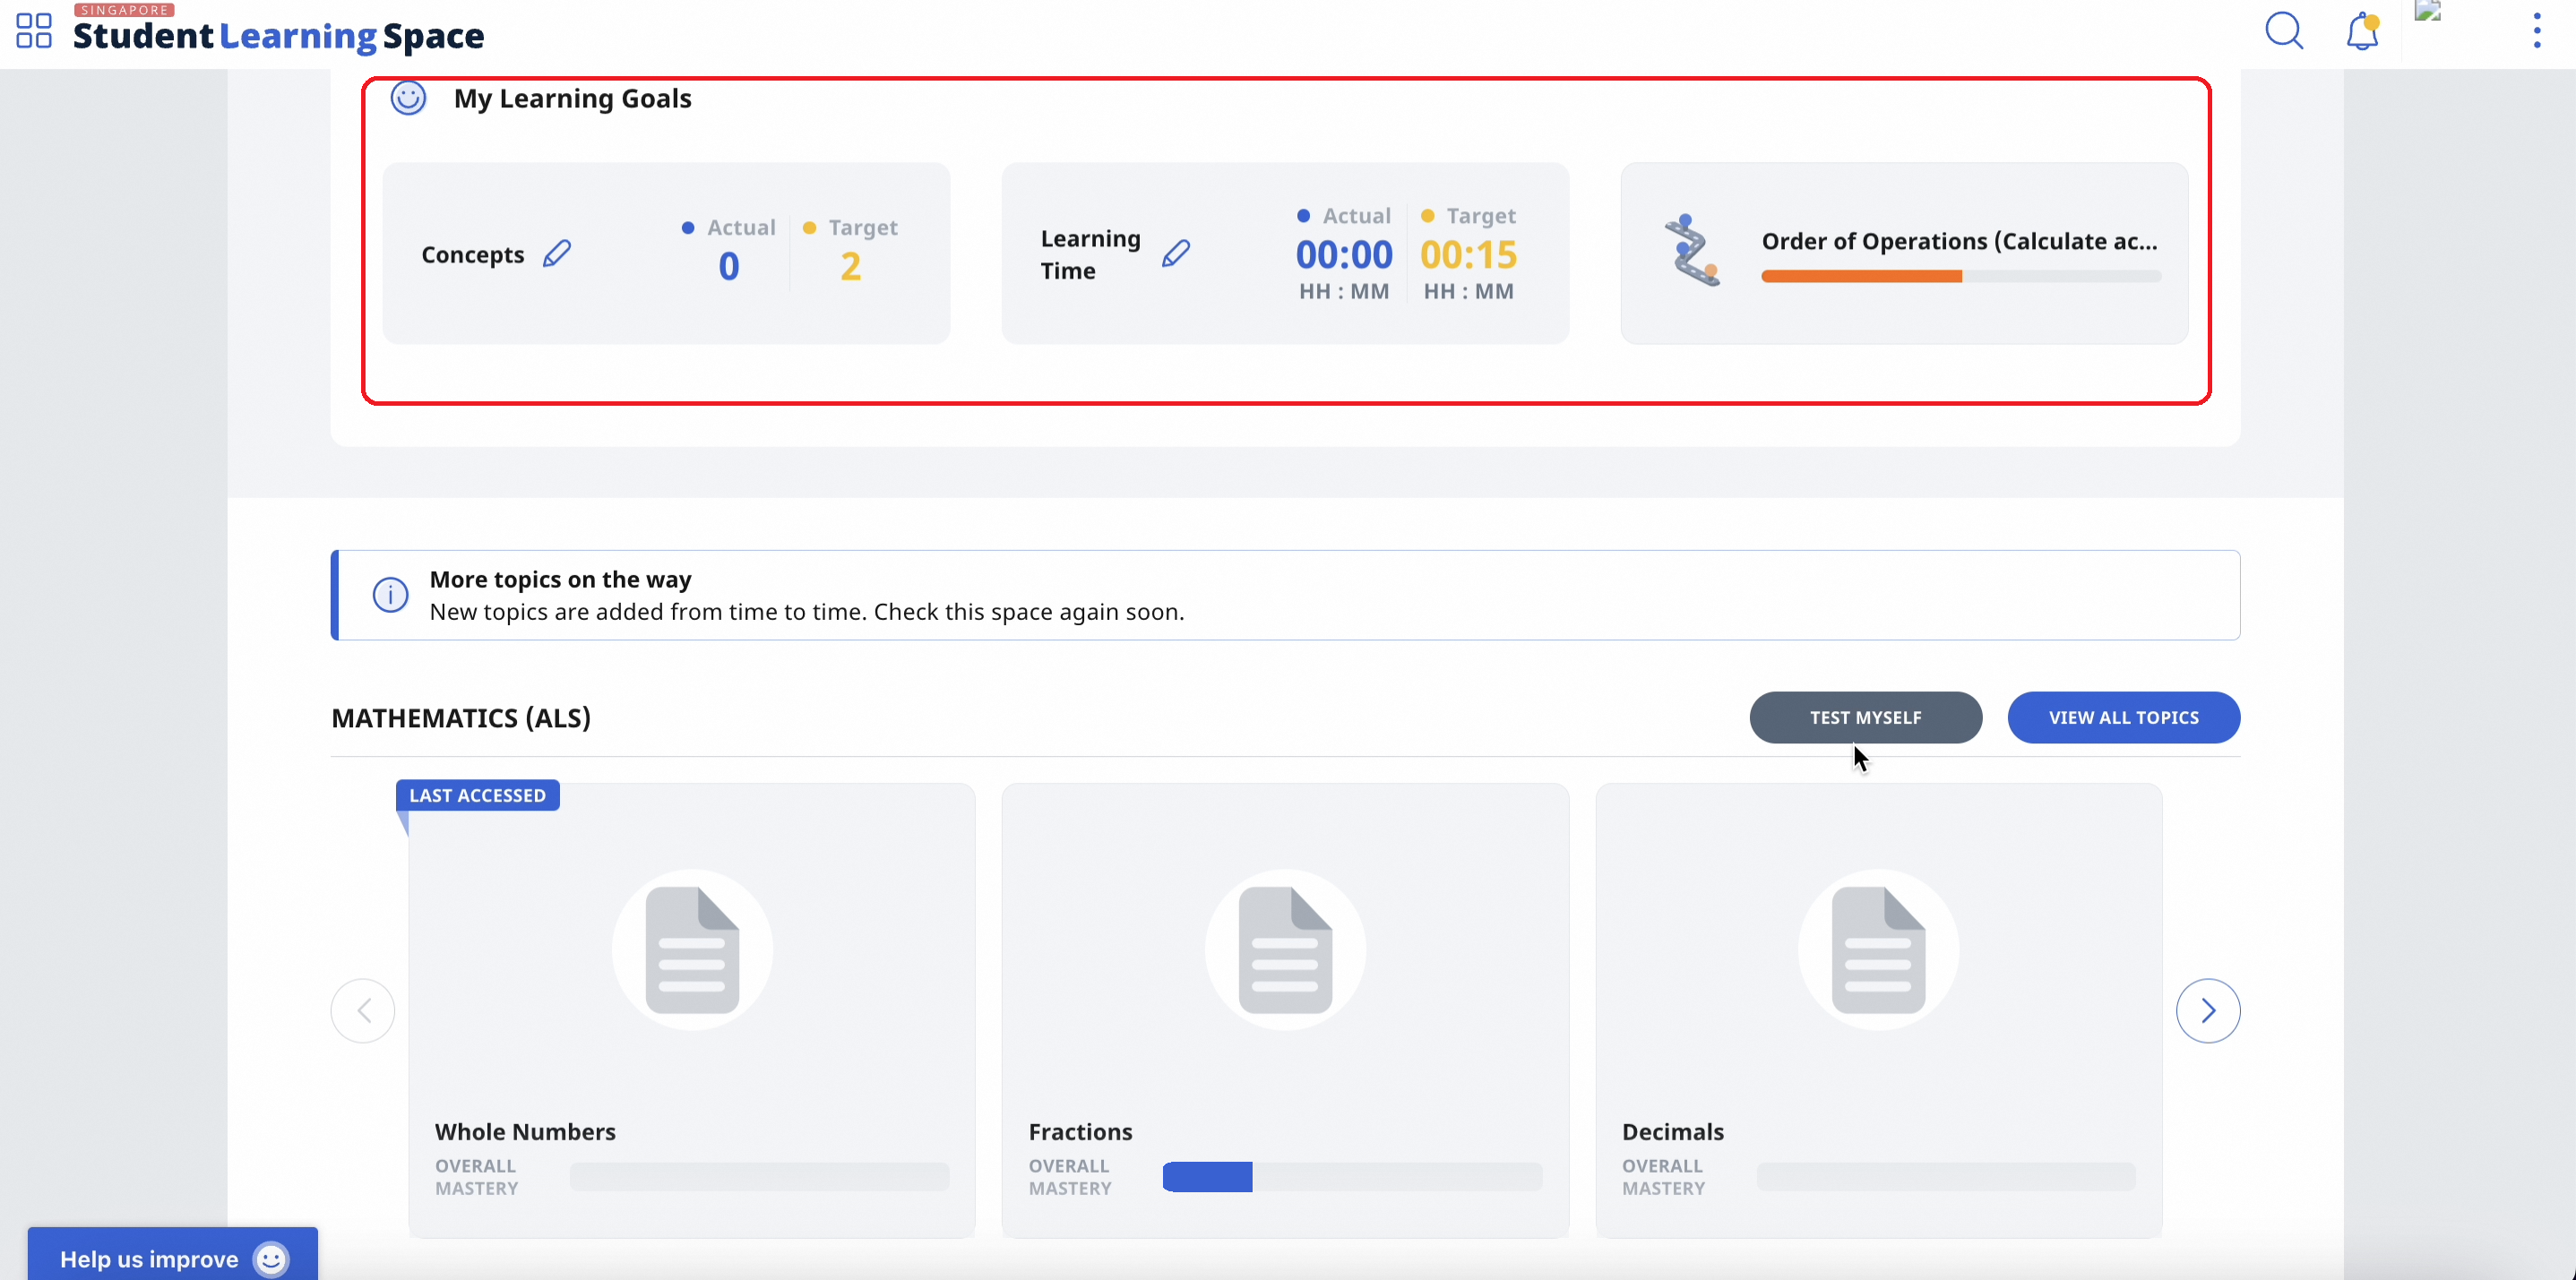 SINGAPORE
Student Learning Space
My Learning Goals
Concepts
Actual
Target
0
2
Learning
Time
Actual
Target
00:00
00:15
HH : MM
HH : MM
Order of Operations (Calculate ac...
More topics on the way
New topics are added from time to time. Check this space again soon.
MATHEMATICS (ALS)
TEST MYSELF
VIEW ALL TOPICS
LAST ACCESSED
Whole Numbers
OVERALL
MASTERY
Fractions
OVERALL
MASTERY
Decimals
OVERALL
MASTERY
Help us improve